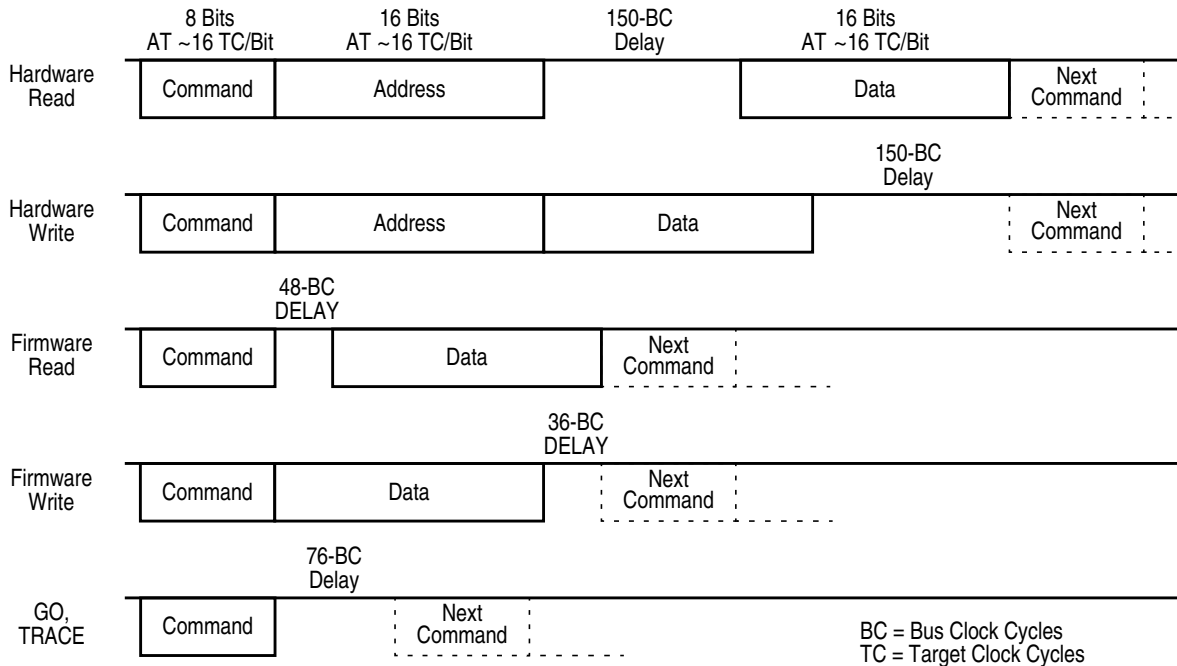 8 Bits
AT ~16 TC/Bit
16 Bits
AT ~16 TC/Bit
150-BC
Delay
16 Bits
AT ~16 TC/Bit
Hardware
Read
Command
Address
Data
Next
Command
150-BC
Delay
Hardware
Write
Command
Address
Data
Next
Command
48-BC
DELAY
Firmware
Read
Command
Data
Next
Command
36-BC
DELAY
Firmware
Write
Command
Data
Next
Command
76-BC
Delay
GO,
TRACE
Command
Next
Command
BC = Bus Clock Cycles
TC = Target Clock Cycles